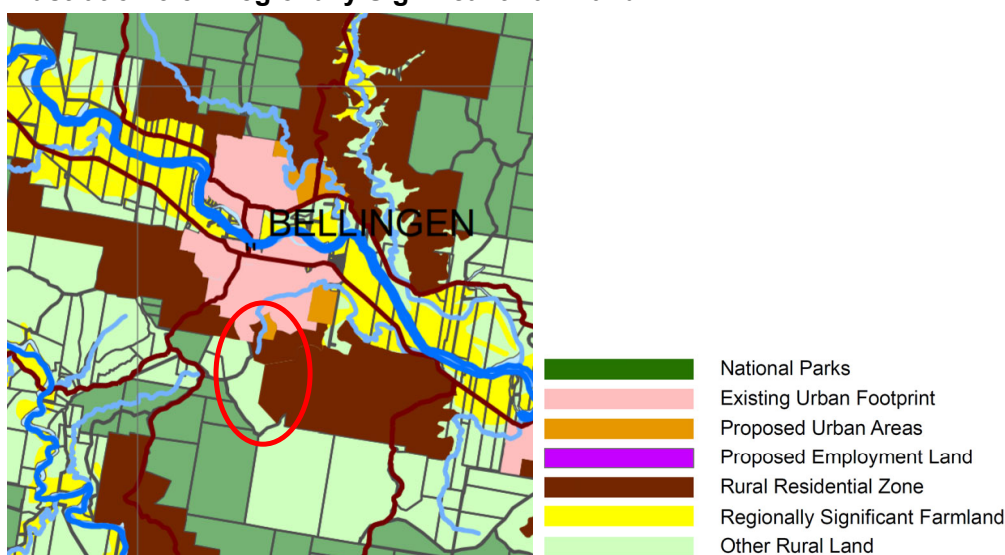 BELLINGEN
National Parks
Existing Urban Footprint
Proposed Urban Areas
Proposed Employment Land
Rural Residential Zone
Regionally Significant Farmland
Other Rural Land